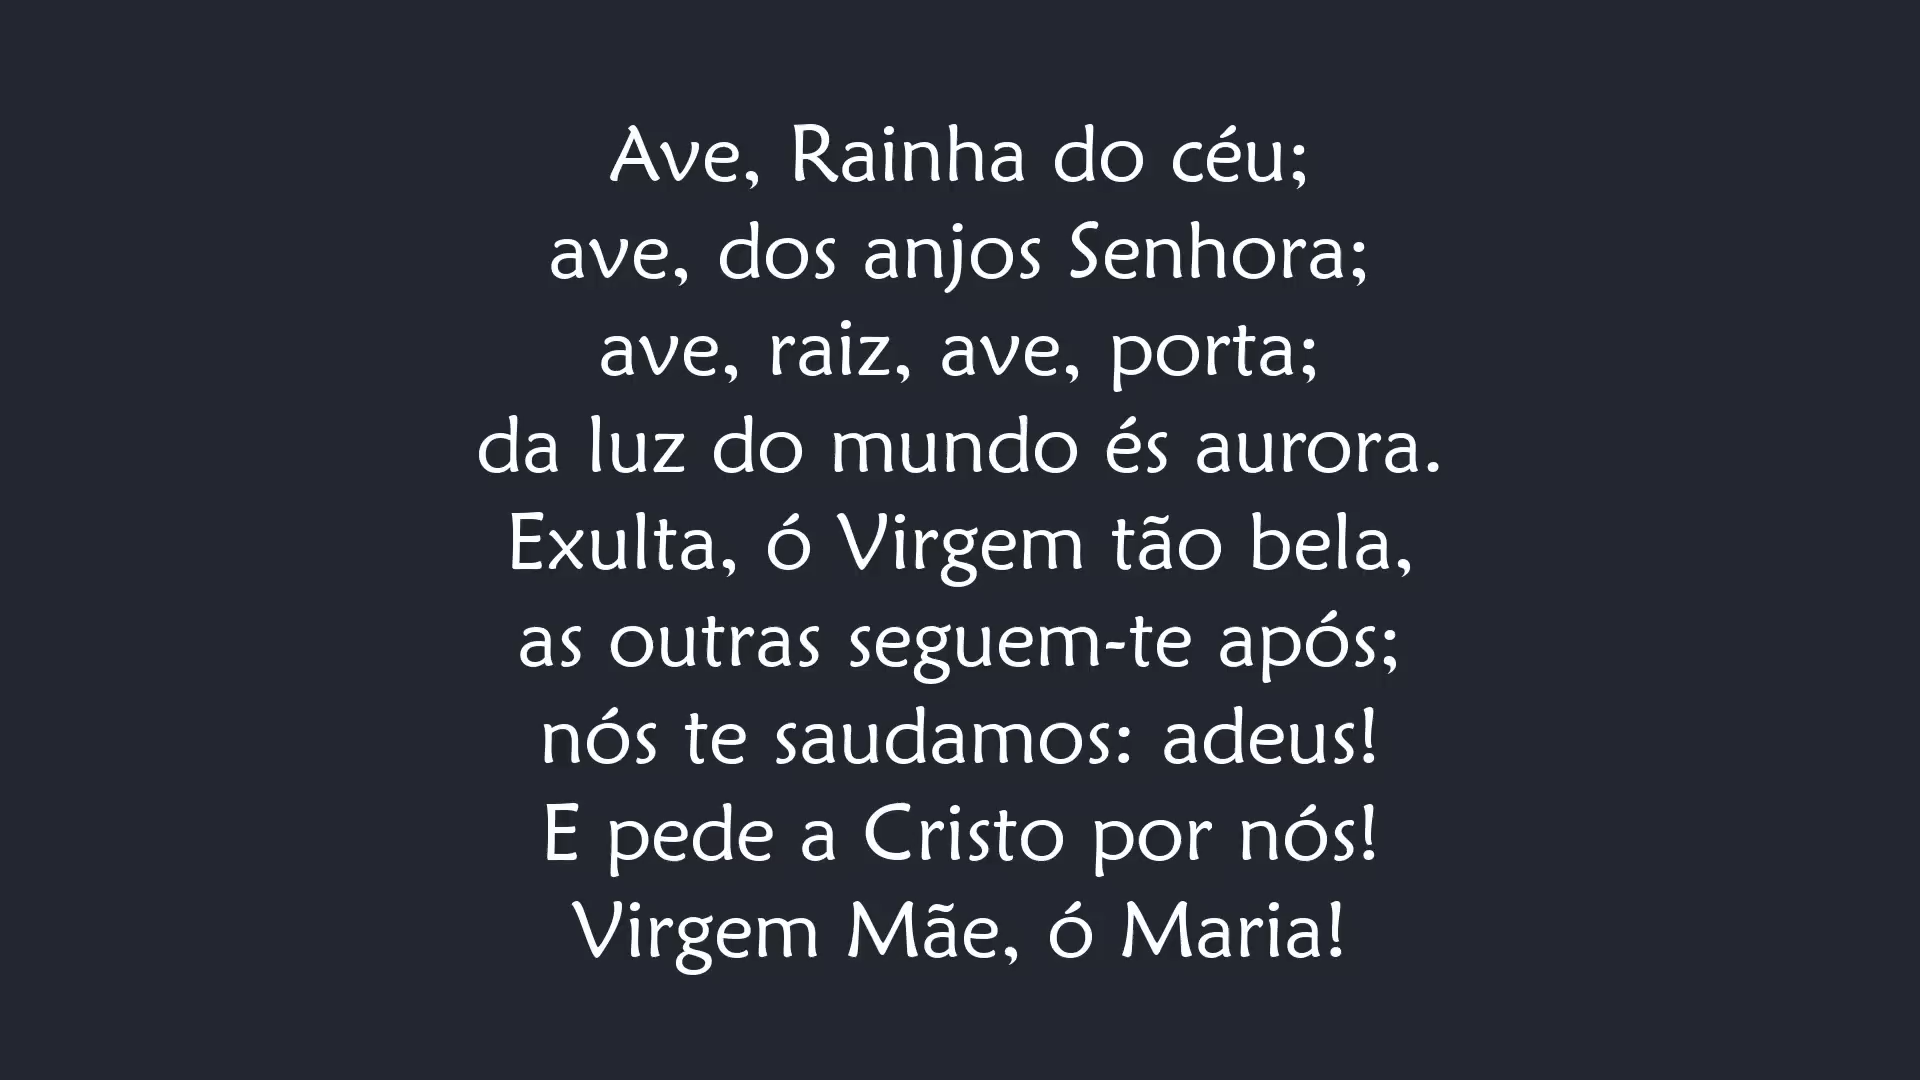 Ave, Rainha do céu;
ave, dos anjos Senhora;
ave, raiz, ave, porta;
da luz do mundo és aurora.
Exulta, ó Virgem tão bela,
as outras seguem-te após;
nós te saudamos: adeus!
E pede a Cristo por nós!
Virgem Mãe, ó Maria!